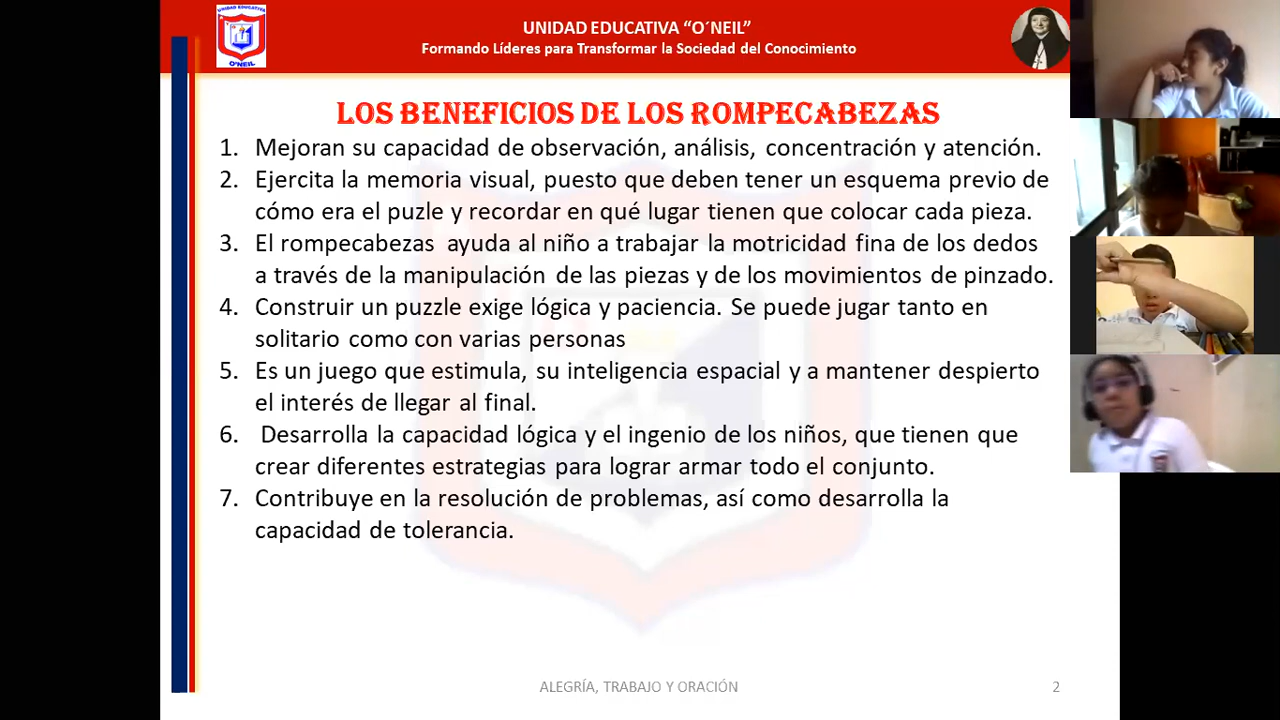 UNIDAD EDUCATIVA
O'NEIL
UNIDAD EDUCATIVA “O´NEIL”
Formando Líderes para Transformar la Sociedad del Conocimiento
LOS BENEFICIOS DE LOS ROMPECABEZAS
1. Mejoran su capacidad de observación, análisis, concentración y atención.
2. Ejercita la memoria visual, puesto que deben tener un esquema previo de
cómo era el puzle y recordar en qué lugar tienen que colocar cada pieza.
3. El rompecabezas ayuda al niño a trabajar la motricidad fina de los dedos
a través de la manipulación de las piezas y de los movimientos de pinzado.
4. Construir un puzzle exige lógica y paciencia. Se puede jugar tanto en
solitario como con varias personas
5. Es un juego que estimula, su inteligencia espacial y a mantener despierto
el interés de llegar al final.
6. Desarrolla la capacidad lógica y el ingenio de los niños, que tienen que
crear diferentes estrategias para lograr armar todo el conjunto.
7. Contribuye en la resolución de problemas, así como desarrolla la
capacidad de tolerancia.
ALEGRÍA, TRABAJO Y ORACIÓN
2